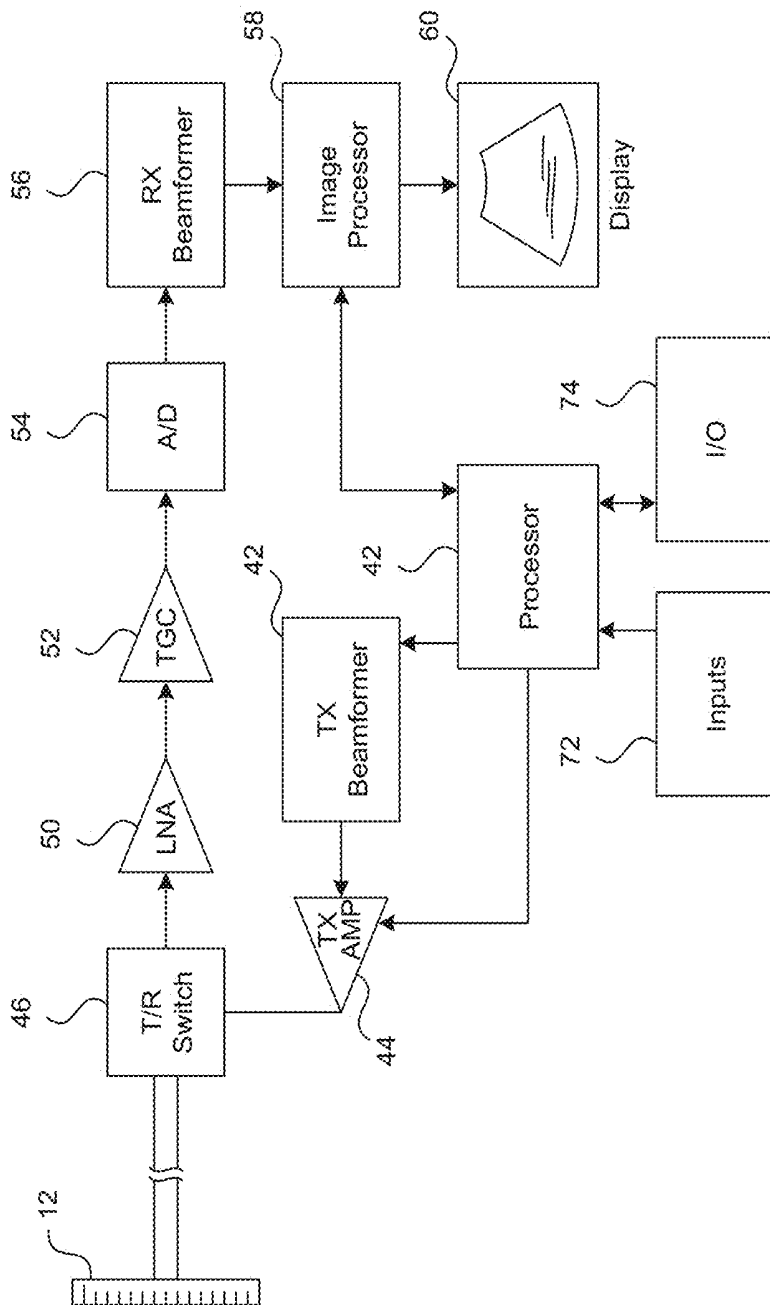 12
46
T/R
Switch
50
LNA
52
TGC
54
A/D
56
RX
Beamformer
44
TX
AMP
42
TX
Beamformer
42
Processor
58
Image
Processor
60
Display
72
Inputs
74
I/O